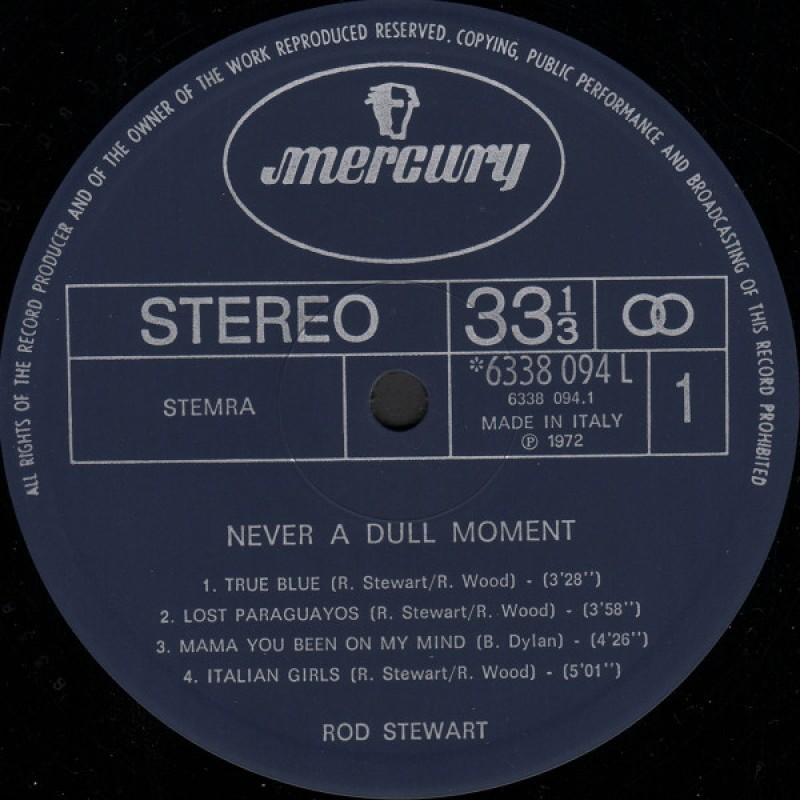 ALL RIGHTS OF THE RECORD PRODUCER AND OF THE OWNER OF THE WORK REPRODUCED RESERVED. COPYING, PUBLIC PERFORMANCE AND BROADCASTING OF THIS RECORD PROHIBITED
mercury
STEREO 33 1/3
STEMRA
*6338 094 L
6338 094.1
MADE IN ITALY
℗ 1972
1
NEVER A DULL MOMENT
1. TRUE BLUE (R. Stewart/R. Wood) - (3'28'')
2. LOST PARAGUAYOS (R. Stewart/R. Wood) - (3'58'')
3. MAMA YOU BEEN ON MY MIND (B. Dylan) - (4'26'')
4. ITALIAN GIRLS (R. Stewart/R. Wood) - (5'01'')
ROD STEWART